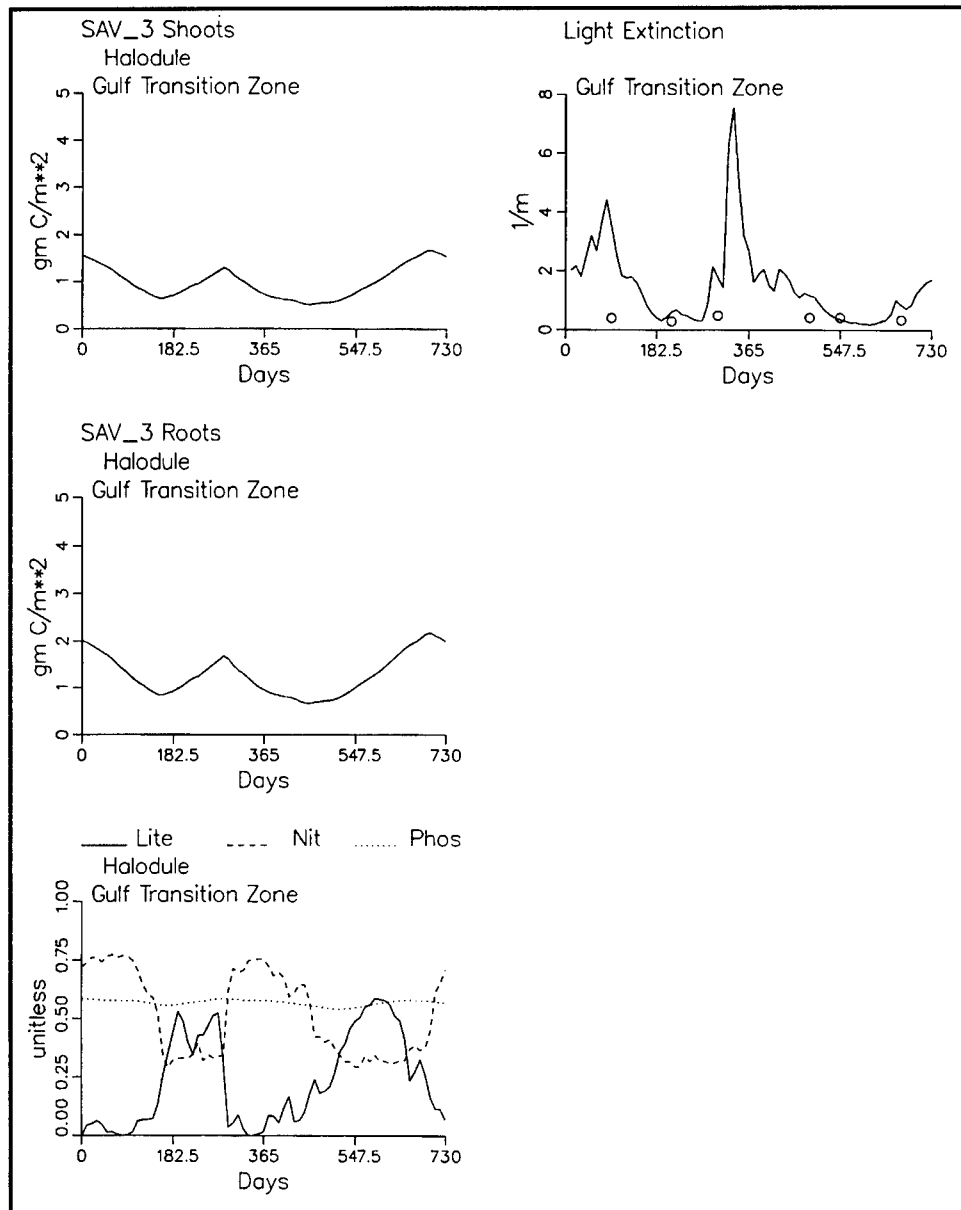 SAV_3 Shoots
Halodule
Gulf Transition Zone
gm C/m**2
5
4
3
2
1
0
0 182.5 365 547.5 730
Days
Light Extinction
Gulf Transition Zone
1/m
8
6
4
2
0
0 182.5 365 547.5 730
Days
SAV_3 Roots
Halodule
Gulf Transition Zone
gm C/m**2
5
4
3
2
1
0
0 182.5 365 547.5 730
Days
Lite Nit Phos
Halodule
Gulf Transition Zone
unitless
1.00
0.75
0.50
0.25
0.00
0 182.5 365 547.5 730
Days